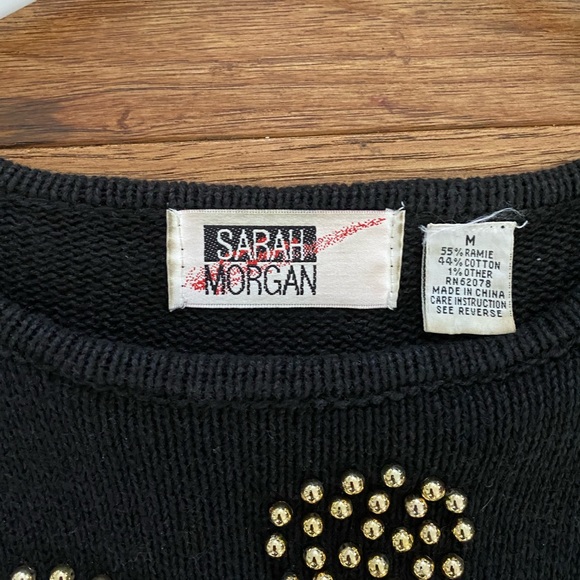 SARAH
MORGAN
M
55% RAMIE
44% COTTON
1% OTHER
RN62078
MADE IN CHINA
CARE INSTRUCTION
SEE REVERSE